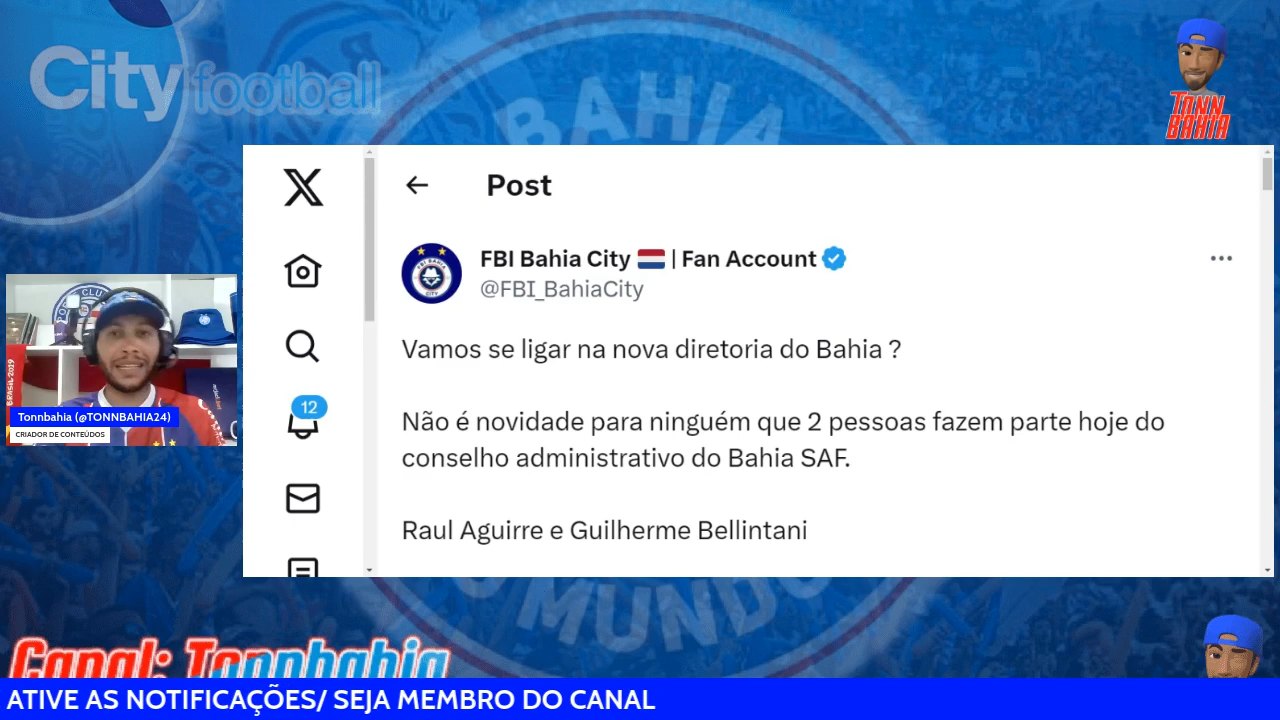 City football
BAHIA
TONN
BAHIA
Post
FBI Bahia City | Fan Account
@FBI_BahiaCity
Vamos se ligar na nova diretoria do Bahia ?
Não é novidade para ninguém que 2 pessoas fazem parte hoje do
conselho administrativo do Bahia SAF.
Raul Aguirre e Guilherme Bellintani
12
Tonnbahia (@TONNBAHIA24)
CRIADOR DE CONTEÚDOS
O MUNDO
Canal: Tonnbahia
ATIVE AS NOTIFICAÇÕES/ SEJA MEMBRO DO CANAL